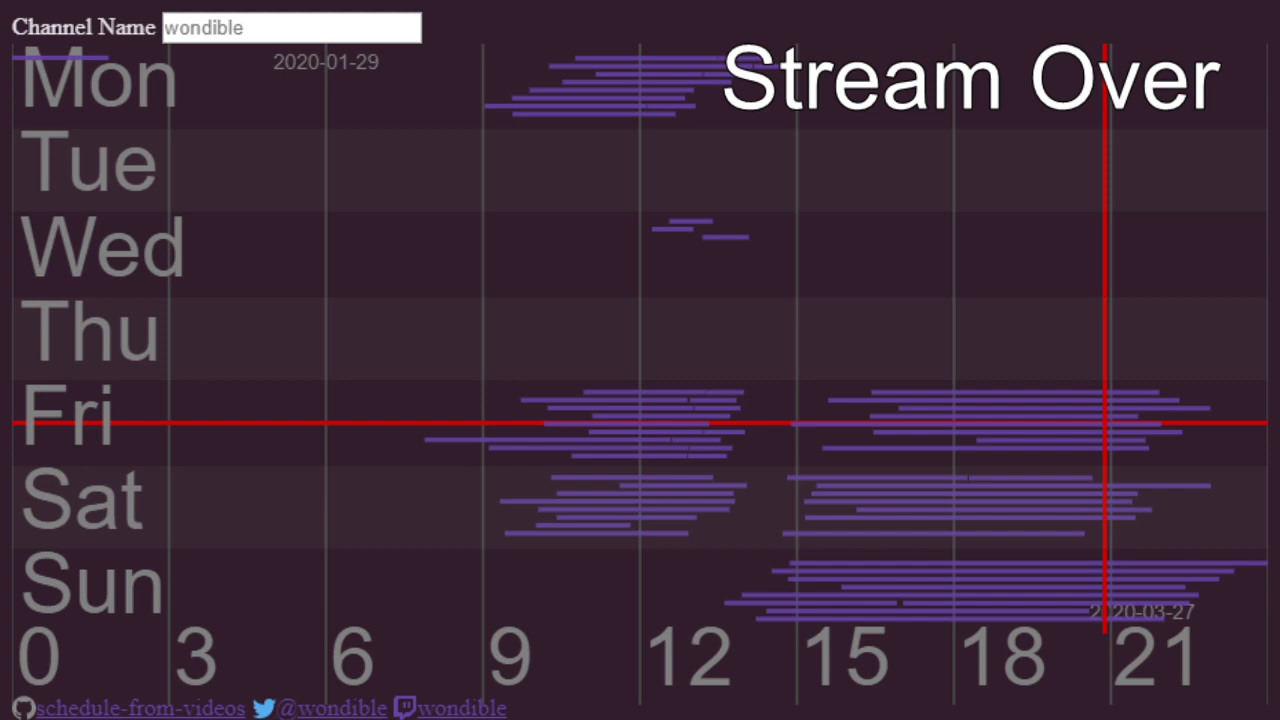 Channel Name wondible
2020-01-29
Stream Over
Mon
Tue
Wed
Thu
Fri
Sat
Sun
2020-03-27
0 3 6 9 12 15 18 21
schedule-from-videos @wondible wondible